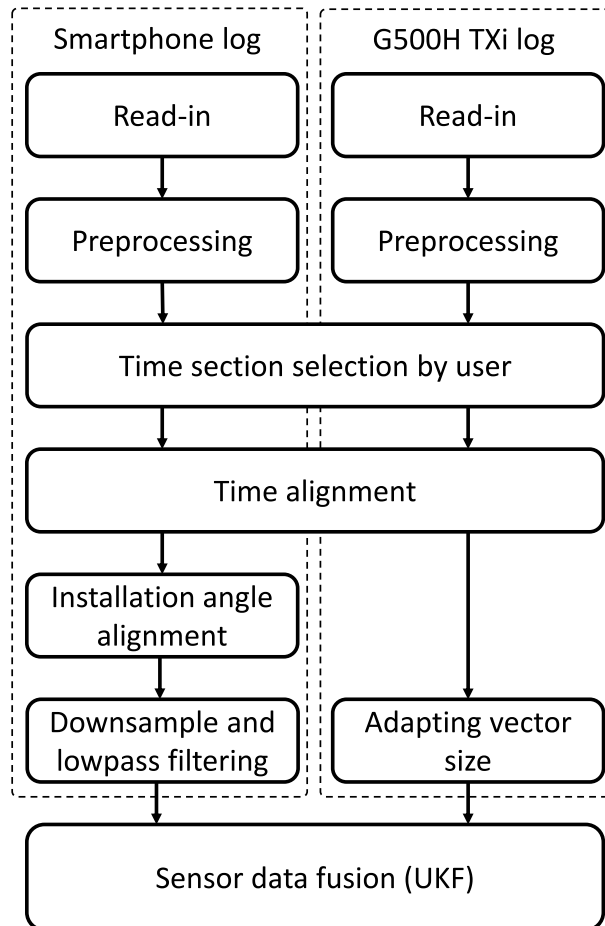 Smartphone log
G500H TXi log
Read-in
Read-in
Preprocessing
Preprocessing
Time section selection by user
Time alignment
Installation angle
alignment
Downsample and
lowpass filtering
Adapting vector
size
Sensor data fusion (UKF)